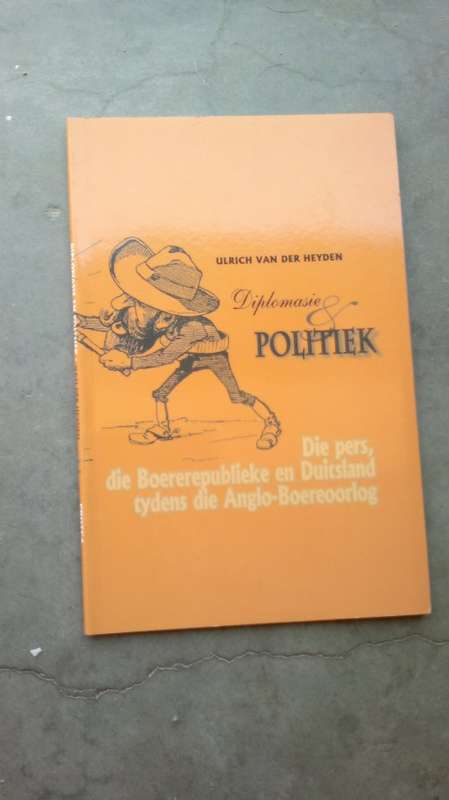 ULRICH VAN DER HEYDEN
Diplomasie
&
POLITIEK
Die pers,
die Boererepublieke en Duitsland
tydens die Anglo-Boereoorlog